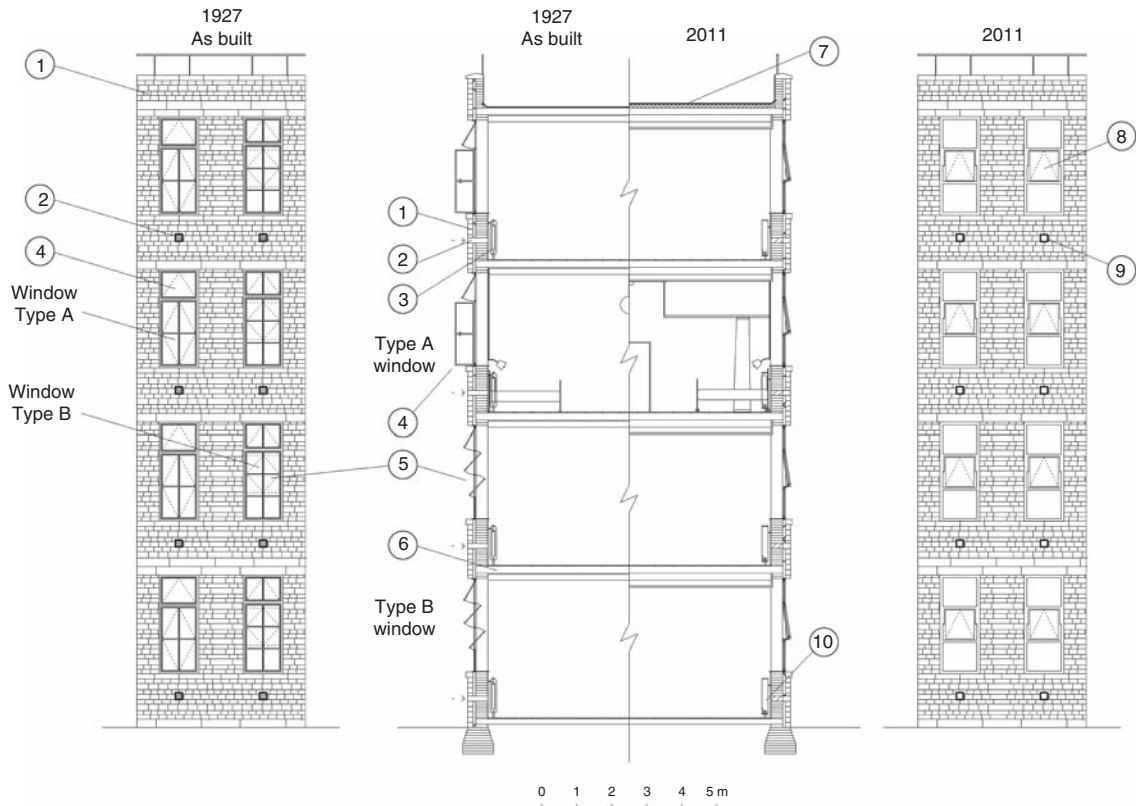 1927
As built
1927
As built
2011
2011
1
7
8
2
1
2
4
9
3
Window
Type A
Type A
window
Window
Type B
4
5
6
Type B
window
10
0 1 2 3 4 5 m